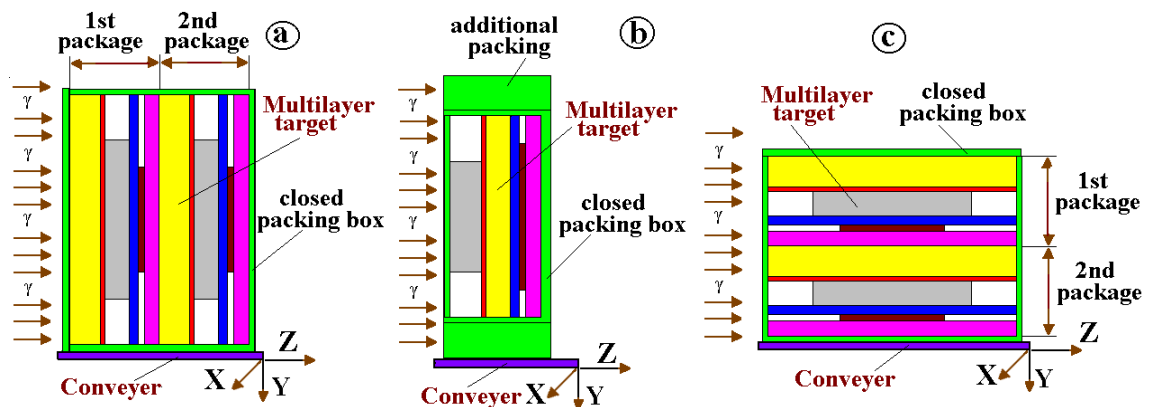 1st
package
2nd
package
a
γ
γ
γ
γ
Multilayer
target
closed
packing box
Conveyer
Z
X
Y
additional
packing
b
γ
γ
γ
γ
Multilayer
target
closed
packing box
Conveyer
Z
X
Y
c
Multilayer
target
closed
packing box
γ
γ
γ
1st
package
2nd
package
Conveyer
Z
X
Y